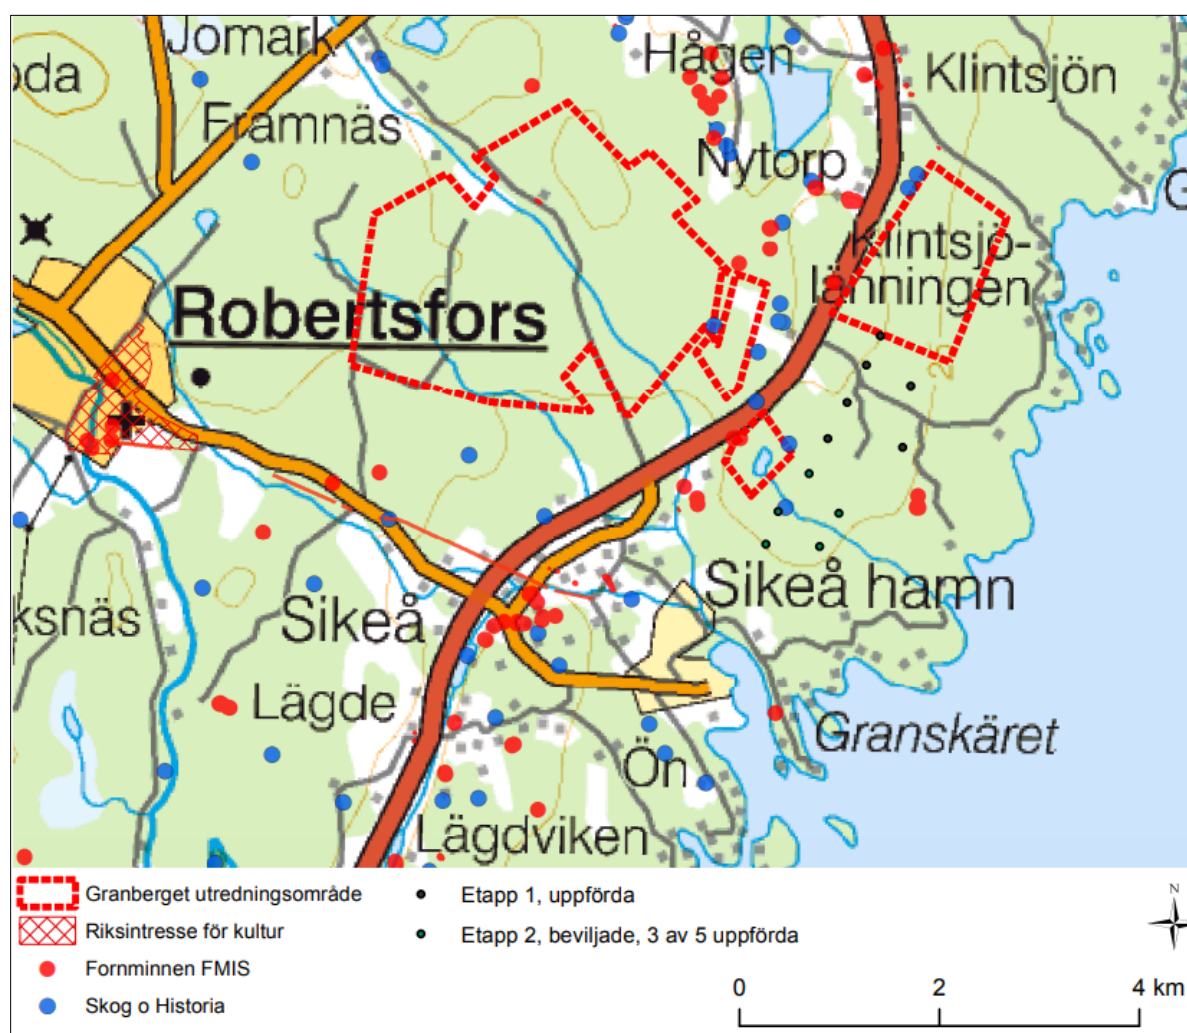 Jomark
Hågen
Klintsjön
oda
Framnäs
Nytorp
G
Klintsjö-
länningen
Robertsfors
2
Sikeå hamn
ksnäs
Sikeå
Lägde
Granskäret
Ön
Lägdviken
Granberget utredningsområde
Riksintresse för kultur
Fornminnen FMIS
Skog o Historia
Etapp 1, uppförda
Etapp 2, beviljade, 3 av 5 uppförda
N
0 2 4 km